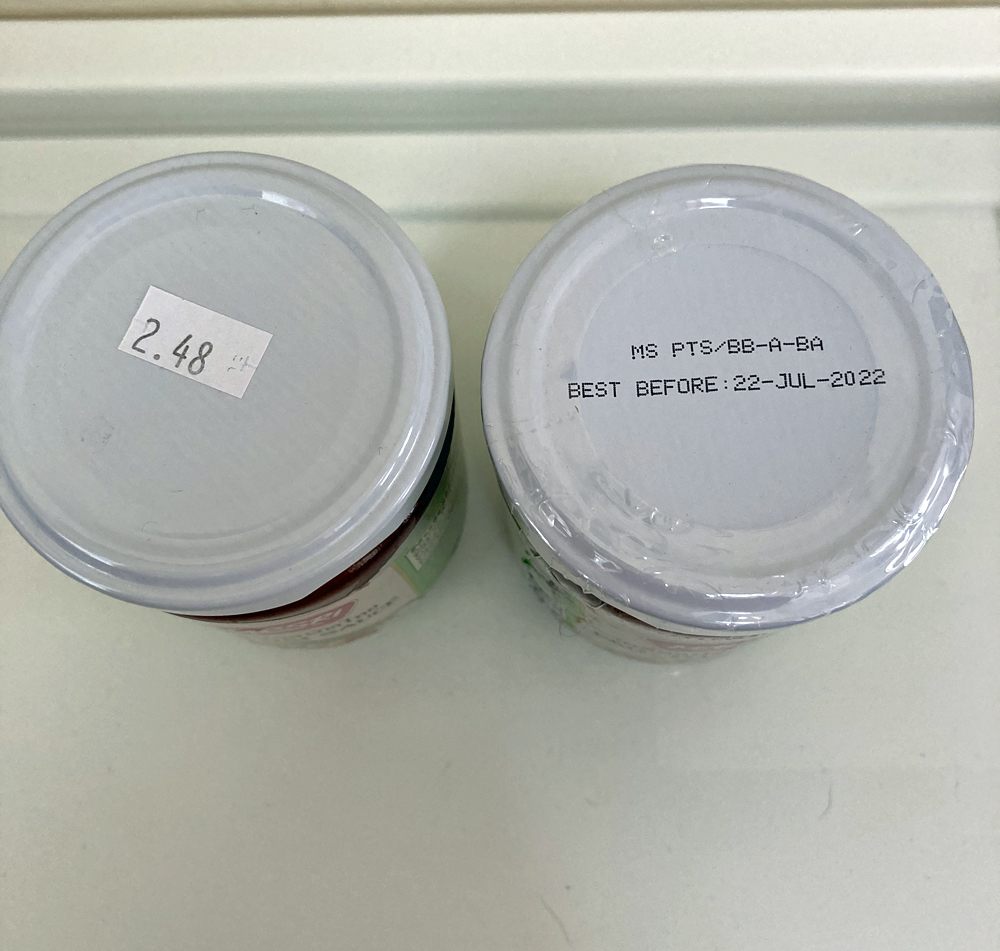 2.48
MS PTS/BB-A-BA
BEST BEFORE:22-JUL-2022